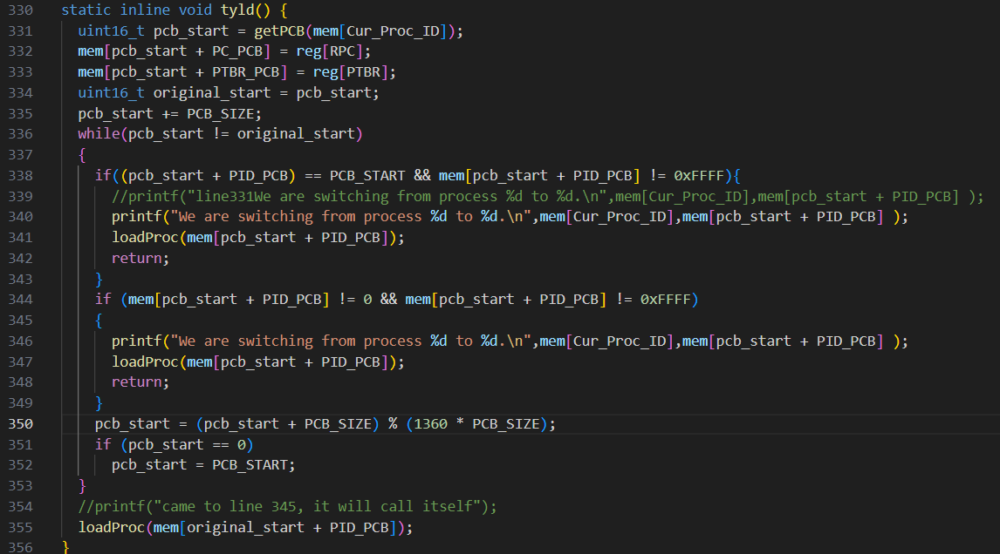 330 static inline void tyld() {
331 uint16_t pcb_start = getPCB(mem[Cur_Proc_ID]);
332 mem[pcb_start + PC_PCB] = reg[RPC];
333 mem[pcb_start + PTBR_PCB] = reg[PTBR];
334 uint16_t original_start = pcb_start;
335 pcb_start += PCB_SIZE;
336 while(pcb_start != original_start)
337 {
338 if((pcb_start + PID_PCB) == PCB_START && mem[pcb_start + PID_PCB] != 0xFFFF){
339 //printf("line331We are switching from process %d to %d.\n",mem[Cur_Proc_ID],mem[pcb_start + PID_PCB] );
340 printf("We are switching from process %d to %d.\n",mem[Cur_Proc_ID],mem[pcb_start + PID_PCB] );
341 loadProc(mem[pcb_start + PID_PCB]);
342 return;
343 }
344 if (mem[pcb_start + PID_PCB] != 0 && mem[pcb_start + PID_PCB] != 0xFFFF)
345 {
346 printf("We are switching from process %d to %d.\n",mem[Cur_Proc_ID],mem[pcb_start + PID_PCB] );
347 loadProc(mem[pcb_start + PID_PCB]);
348 return;
349 }
350 pcb_start = (pcb_start + PCB_SIZE) % (1360 * PCB_SIZE);
351 if (pcb_start == 0)
352 pcb_start = PCB_START;
353 }
354 //printf("came to line 345, it will call itself");
355 loadProc(mem[original_start + PID_PCB]);
356 }